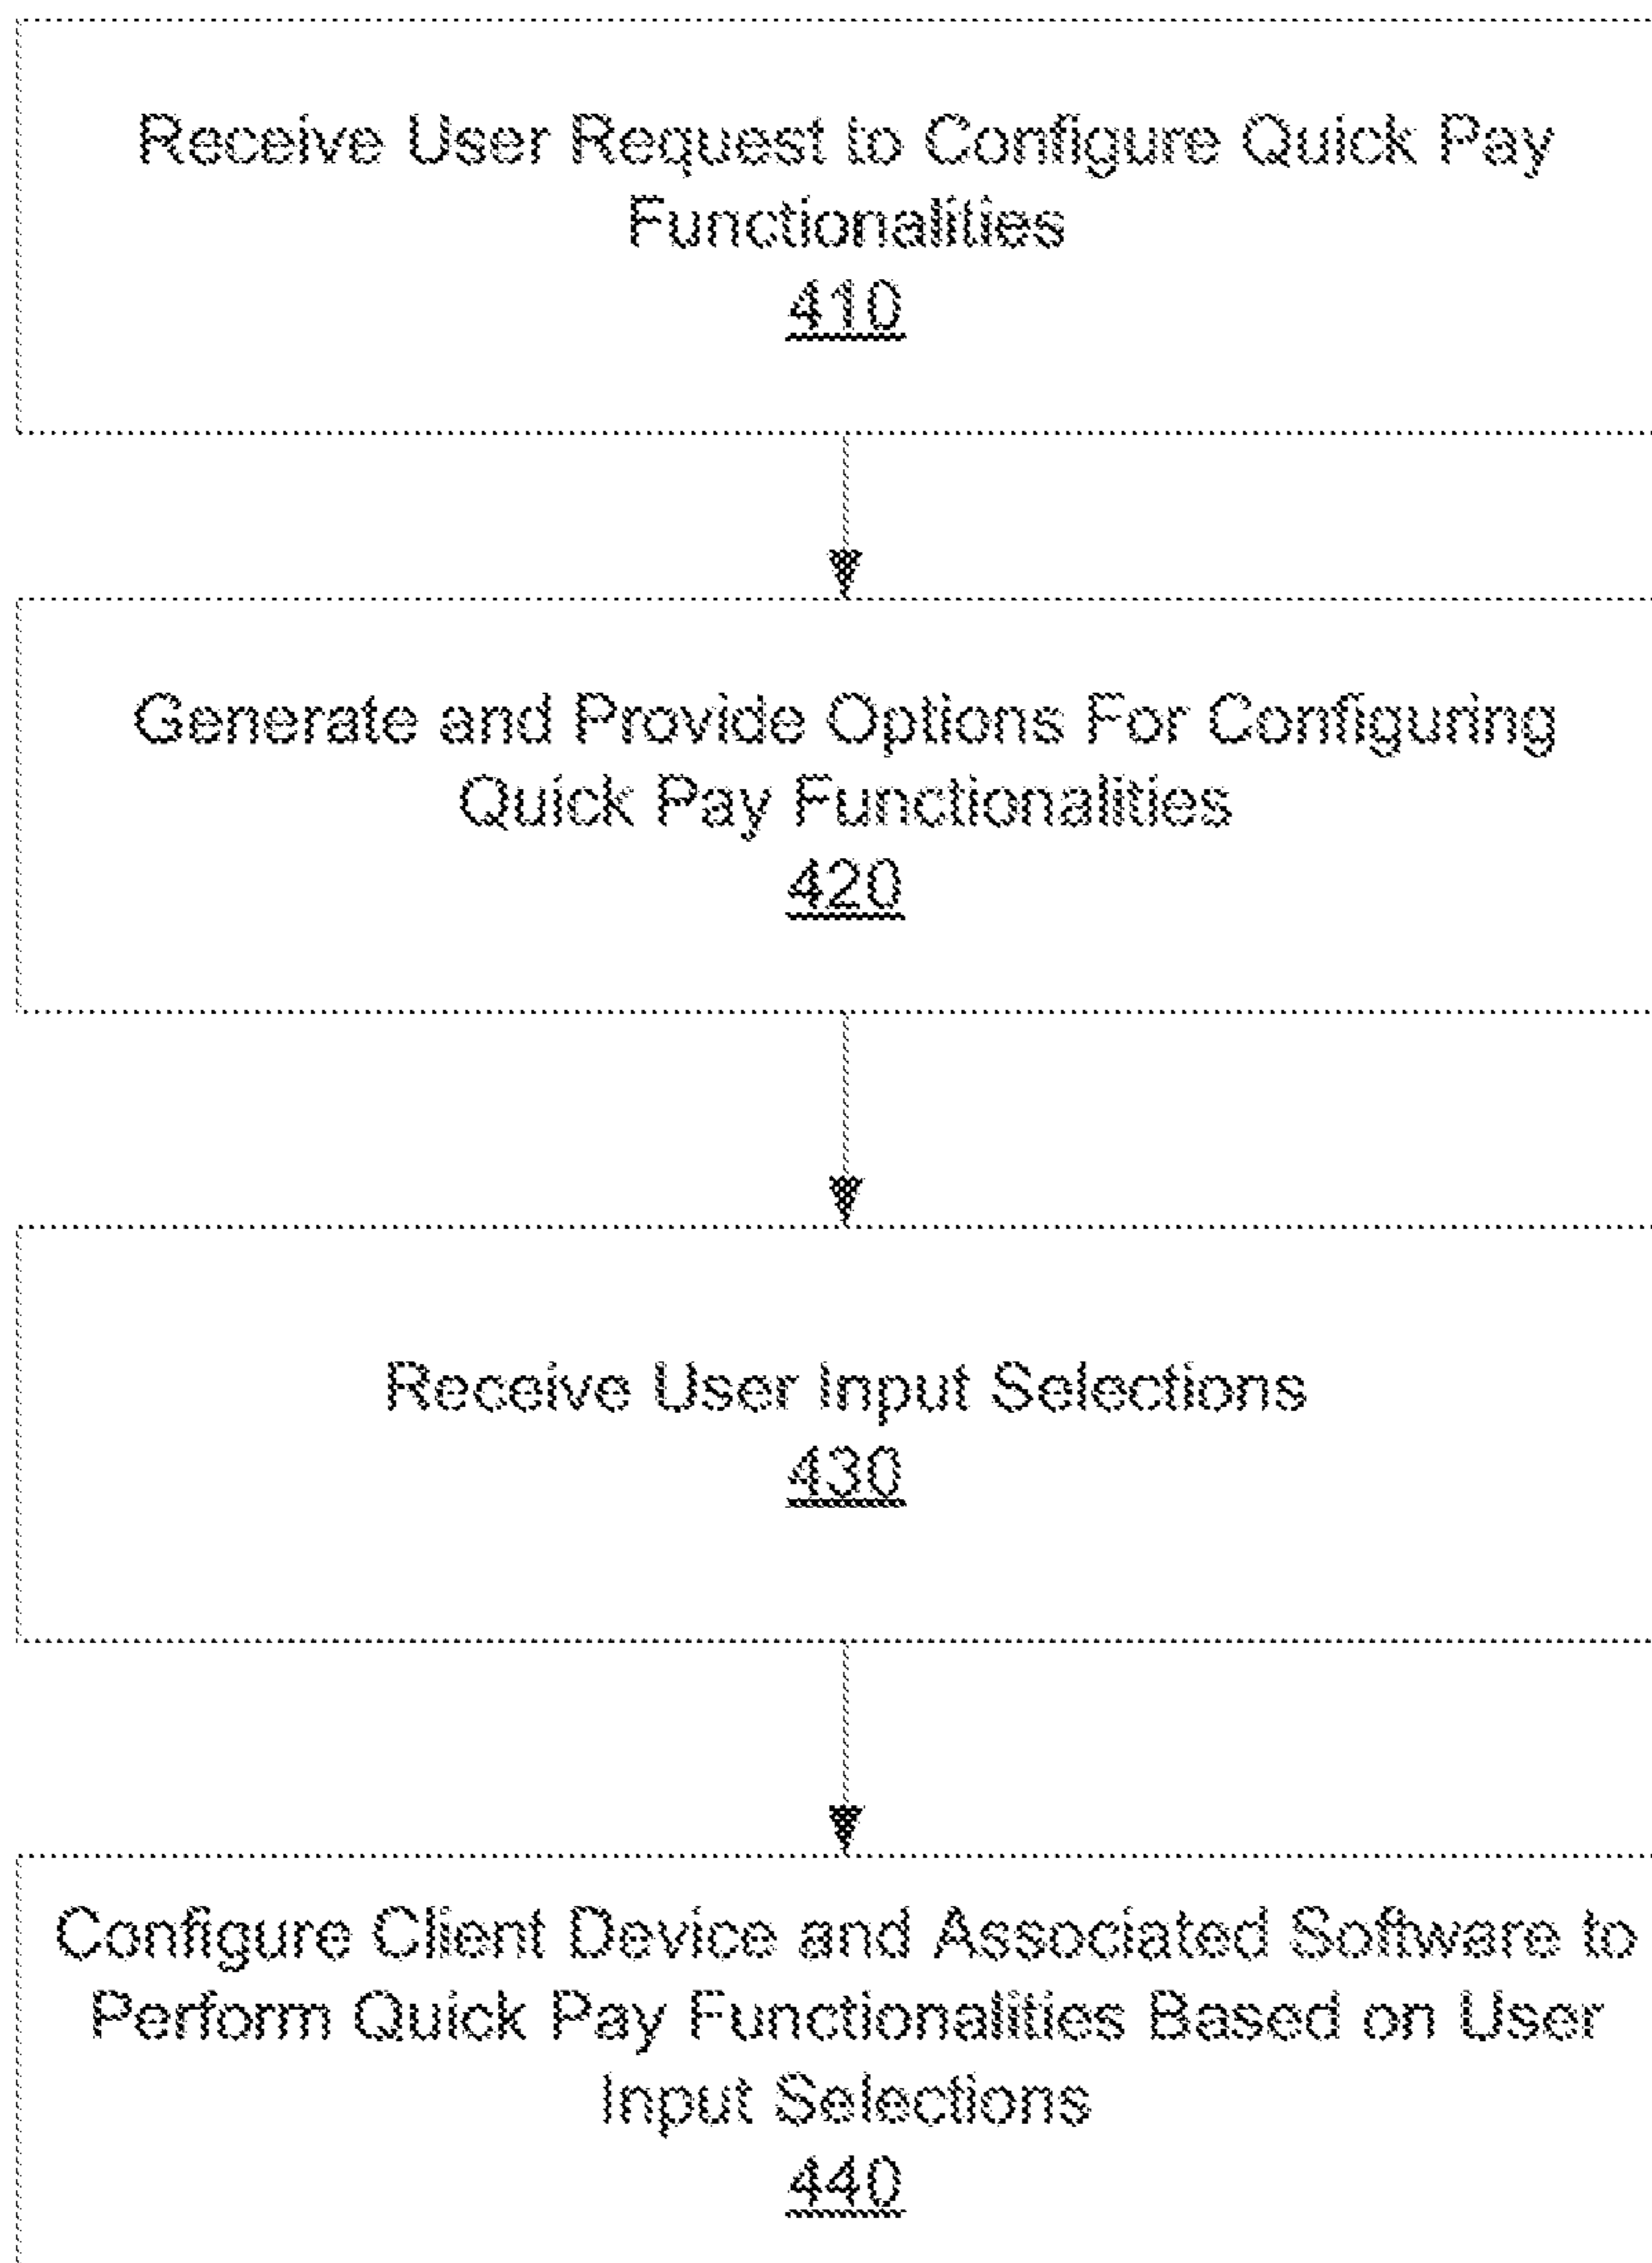 Receive User Request to Configure Quick Pay
Functionalities
410
Generate and Provide Options For Configuring
Quick Pay Functionalities
420
Receive User Input Selections
430
Configure Client Device and Associated Software to
Perform Quick Pay Functionalities Based on User
Input Selections
440